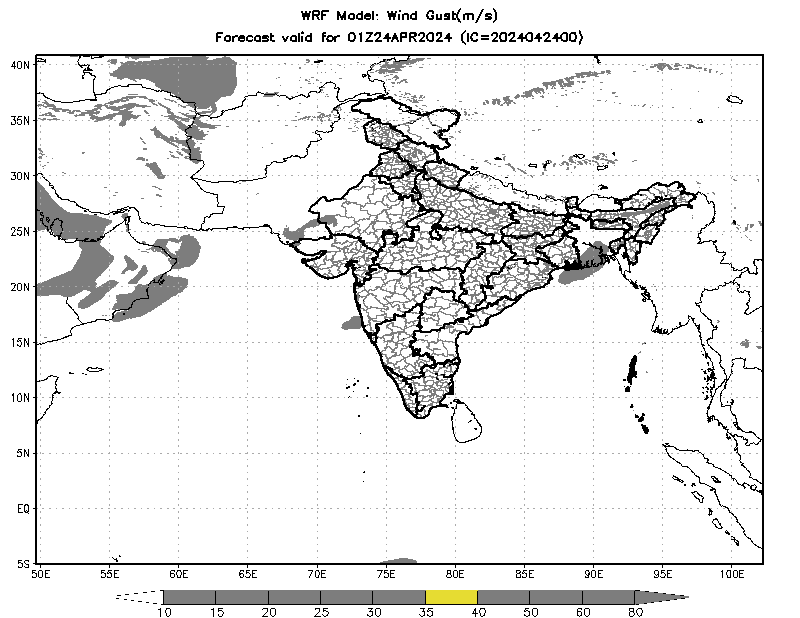 WRF Model: Wind Gust(m/s)
Forecast valid for 01Z24APR2024 (IC=2024042400)
40N
35N
30N
25N
20N
15N
10N
5N
EQ
5S
50E 55E 60E 65E 70E 75E 80E 85E 90E 95E 100E
10 15 20 25 30 35 40 50 60 80